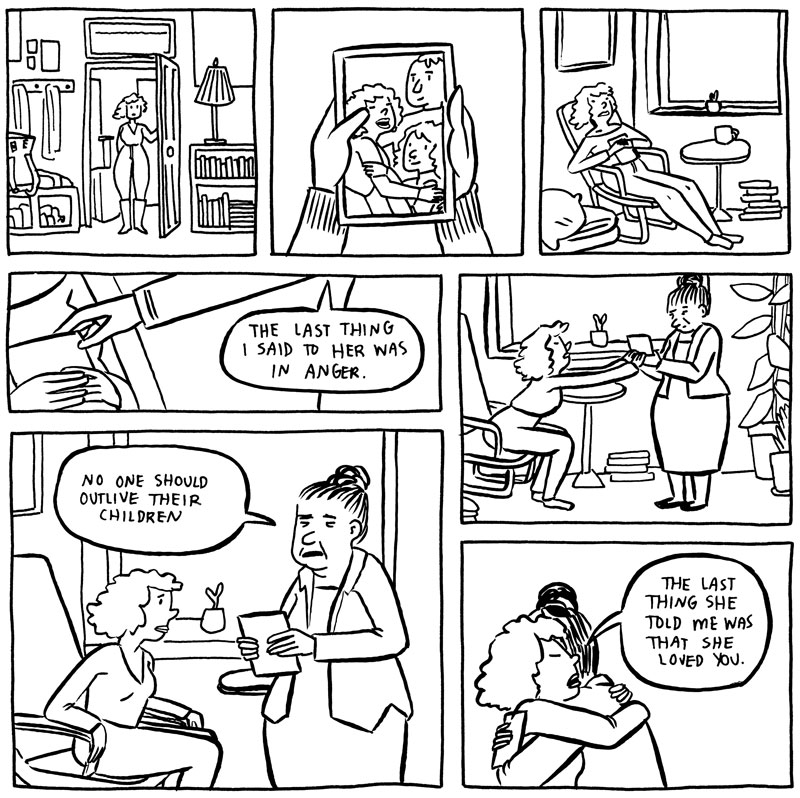 THE LAST THING
I SAID TO HER WAS
IN ANGER.
NO ONE SHOULD
OUTLIVE THEIR
CHILDREN
THE LAST
THING SHE
TOLD ME WAS
THAT SHE
LOVED YOU.